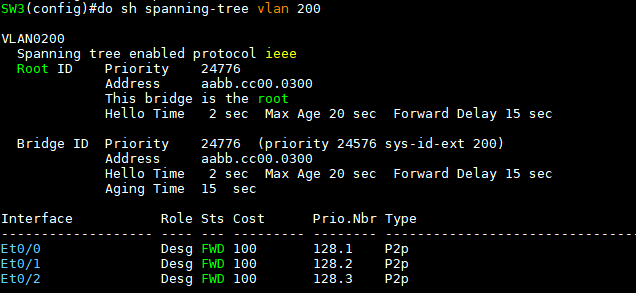 SW3(config)#do sh spanning-tree vlan 200
VLAN0200
  Spanning tree enabled protocol ieee
  Root ID    Priority    24776
             Address     aabb.cc00.0300
             This bridge is the root
             Hello Time   2 sec  Max Age 20 sec  Forward Delay 15 sec
  Bridge ID  Priority    24776  (priority 24576 sys-id-ext 200)
             Address     aabb.cc00.0300
             Hello Time   2 sec  Max Age 20 sec  Forward Delay 15 sec
             Aging Time  15  sec
Interface           Role Sts Cost      Prio.Nbr Type
------------------- ---- --- --------- -------- --------------------------------
Et0/0               Desg FWD 100       128.1    P2p
Et0/1               Desg FWD 100       128.2    P2p
Et0/2               Desg FWD 100       128.3    P2p